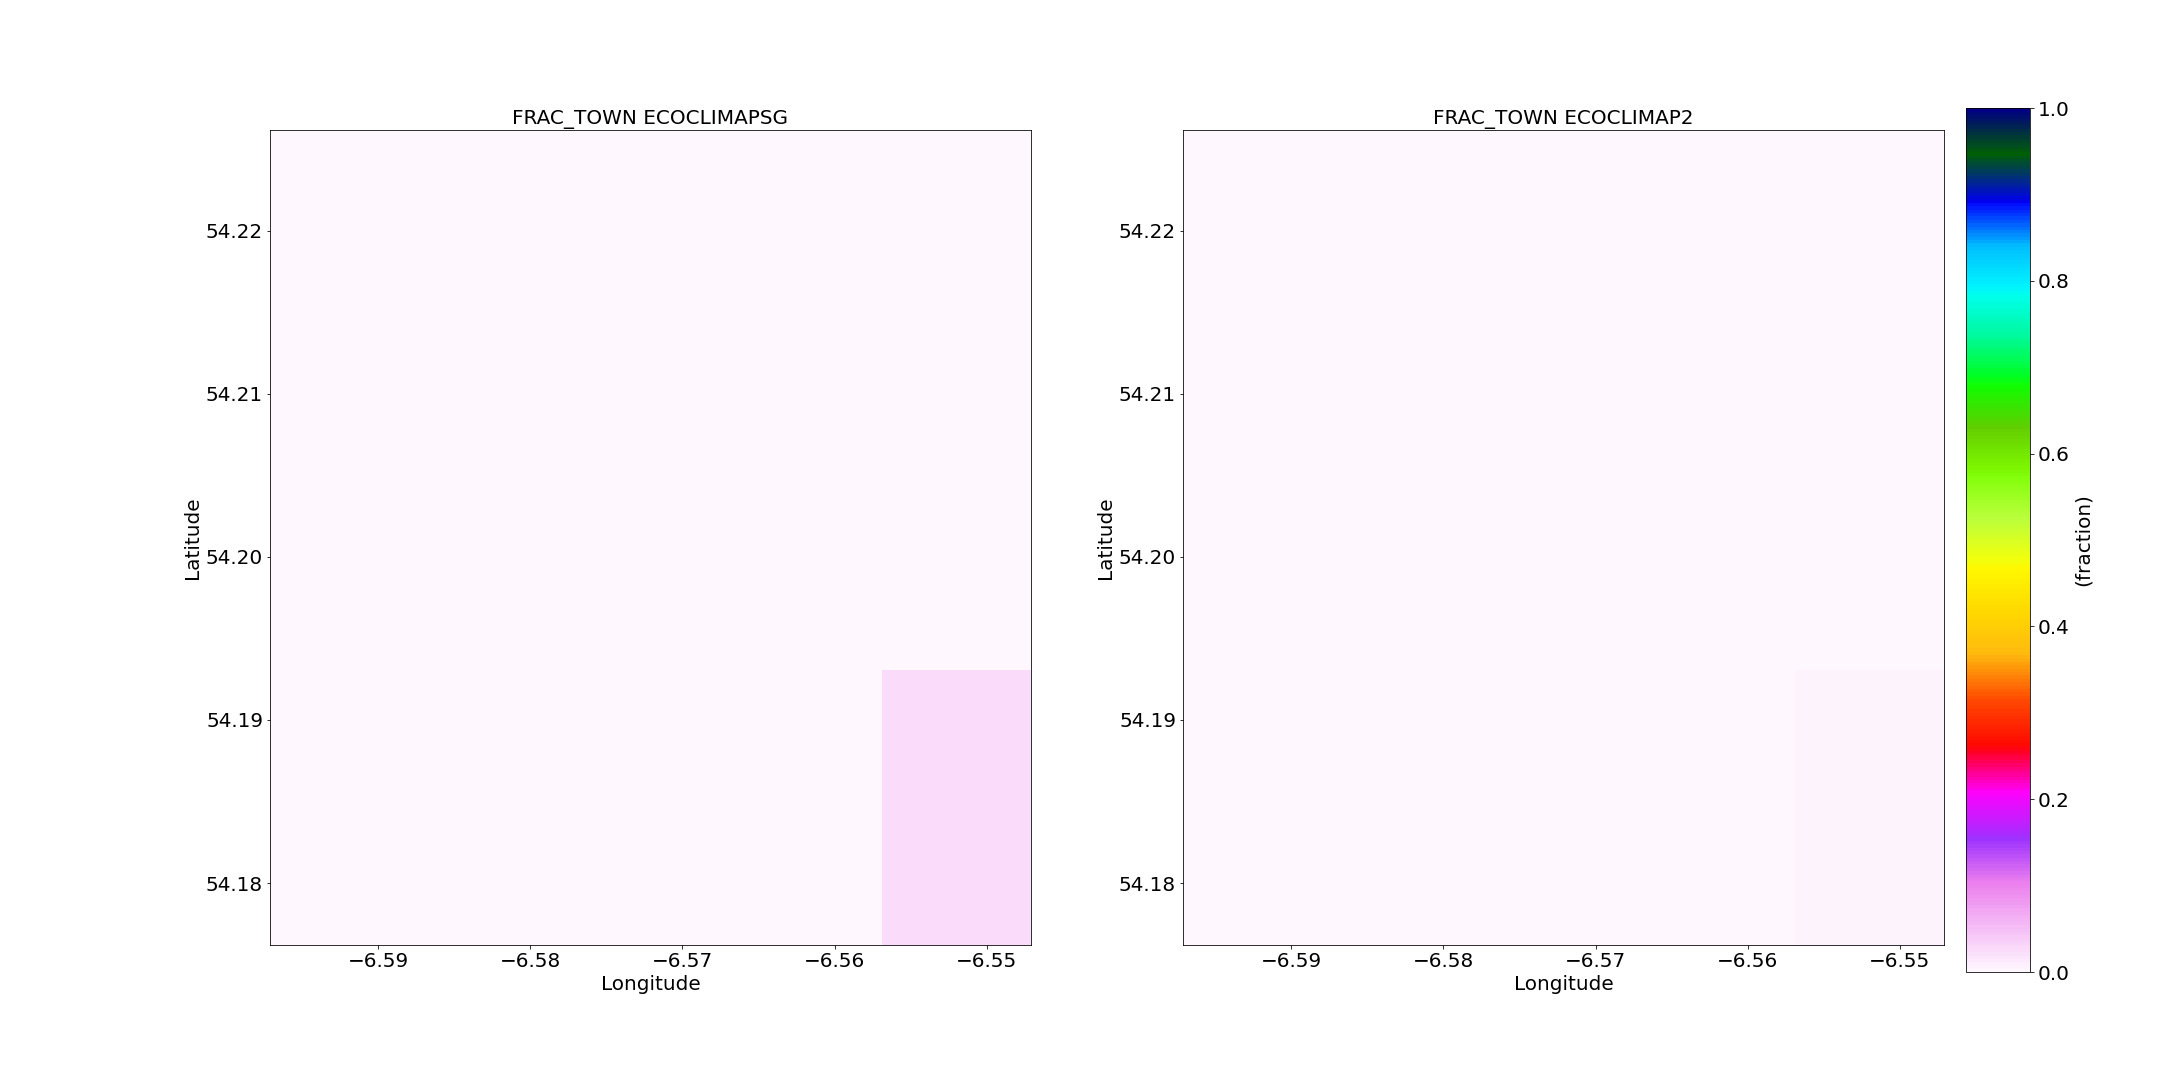 FRAC_TOWN ECOCLIMAPSG
54.22
54.21
54.20
54.19
54.18
Latitude
−6.59 −6.58 −6.57 −6.56 −6.55
Longitude
FRAC_TOWN ECOCLIMAP2
54.22
54.21
54.20
54.19
54.18
Latitude
−6.59 −6.58 −6.57 −6.56 −6.55
Longitude
1.0
0.8
0.6
0.4
0.2
0.0
(fraction)